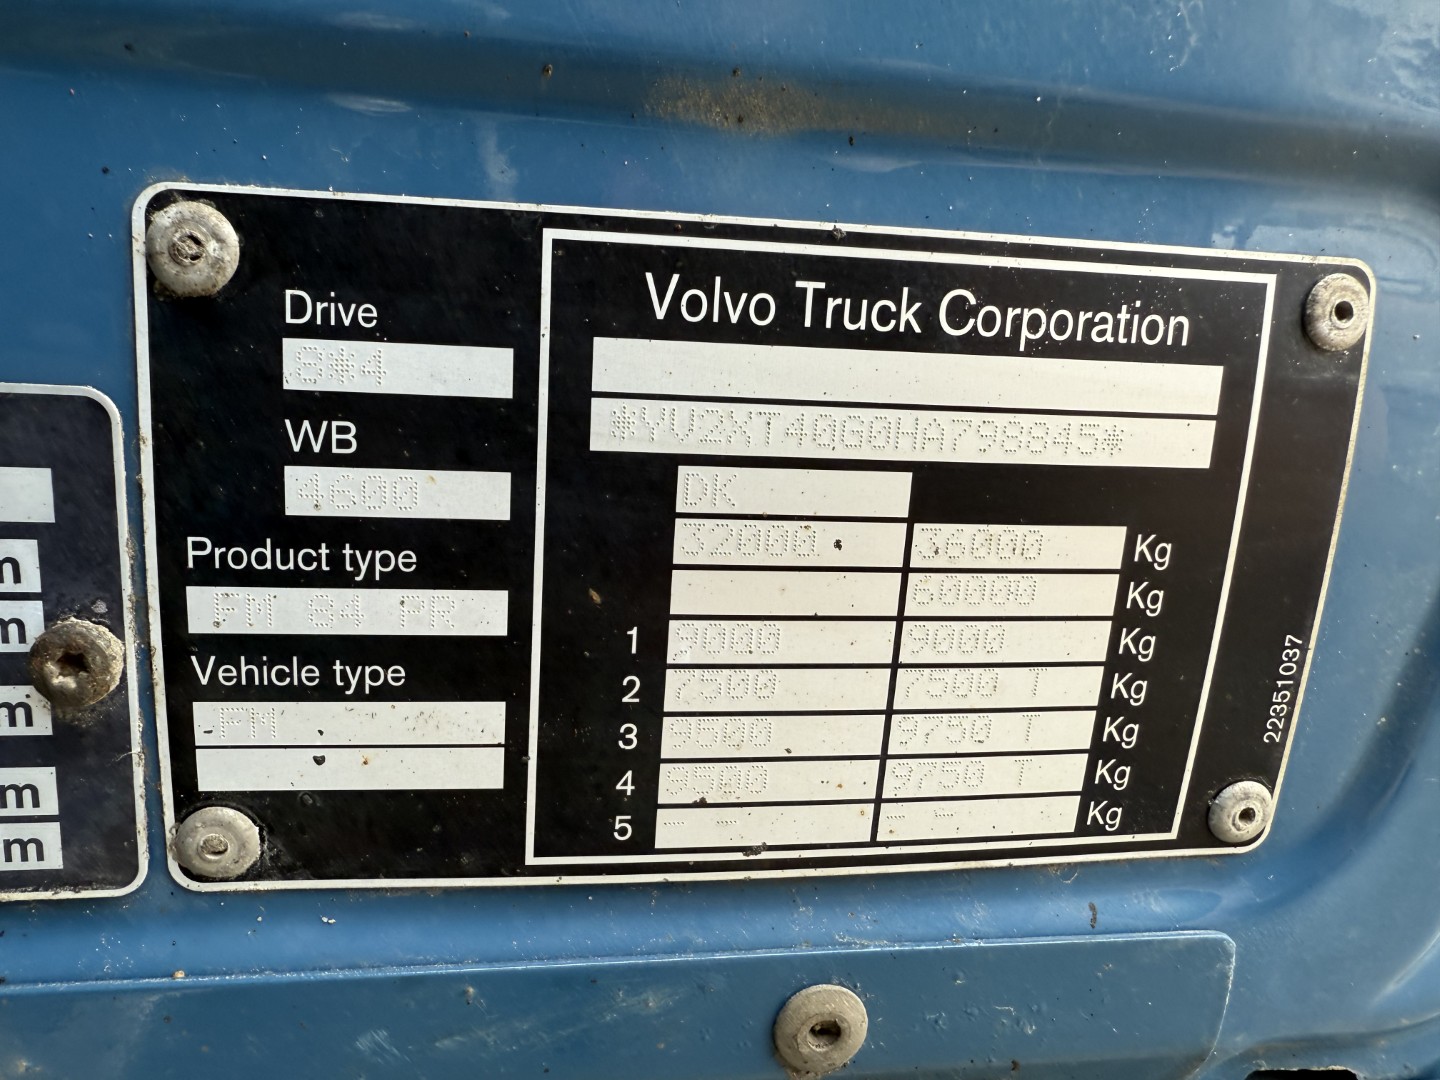 Drive
8*4
WB
4600
Product type
FM 84 PR
Vehicle type
FM
Volvo Truck Corporation
*YV2XT40G0HA798845*
DK
32000 36000 Kg
60000 Kg
1 9000 9000 Kg
2 7500 7500 T Kg
3 9500 9750 T Kg
4 9500 9750 T Kg
5 -- -- Kg
22351037
m
m
m
m
m